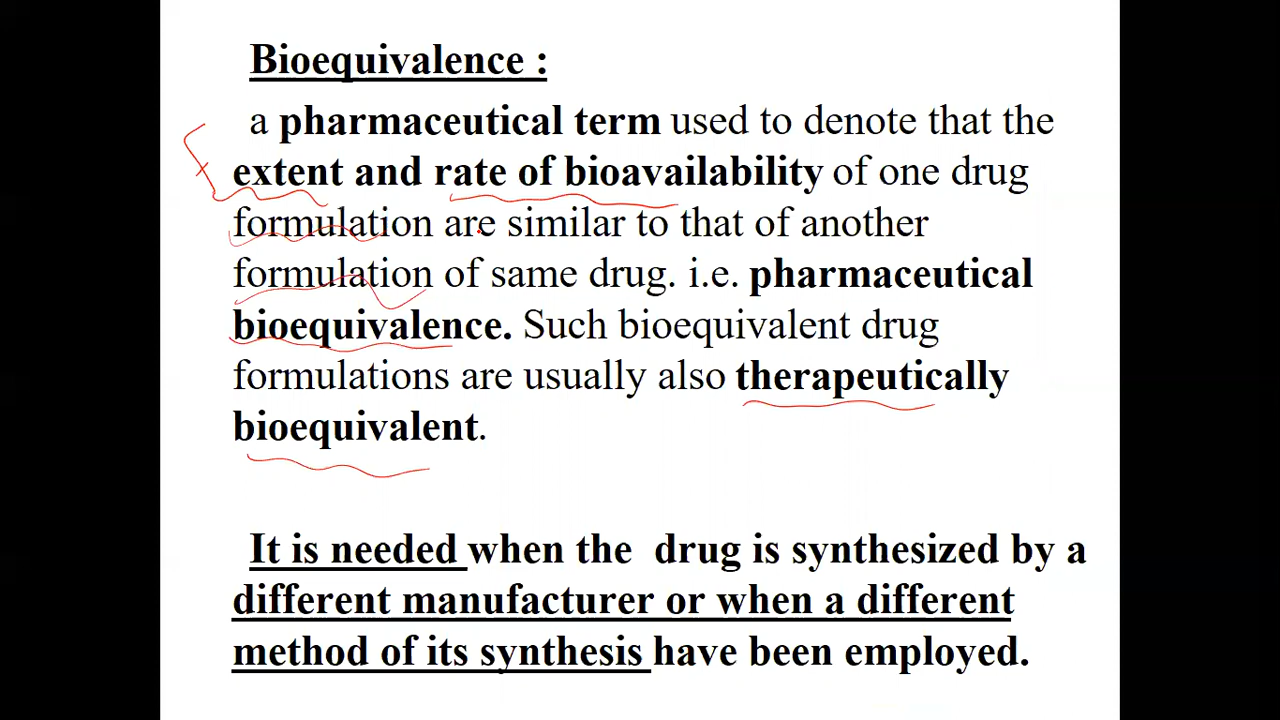 Bioequivalence :
a pharmaceutical term used to denote that the
extent and rate of bioavailability of one drug
formulation are similar to that of another
formulation of same drug. i.e. pharmaceutical
bioequivalence. Such bioequivalent drug
formulations are usually also therapeutically
bioequivalent.
It is needed when the drug is synthesized by a
different manufacturer or when a different
method of its synthesis have been employed.